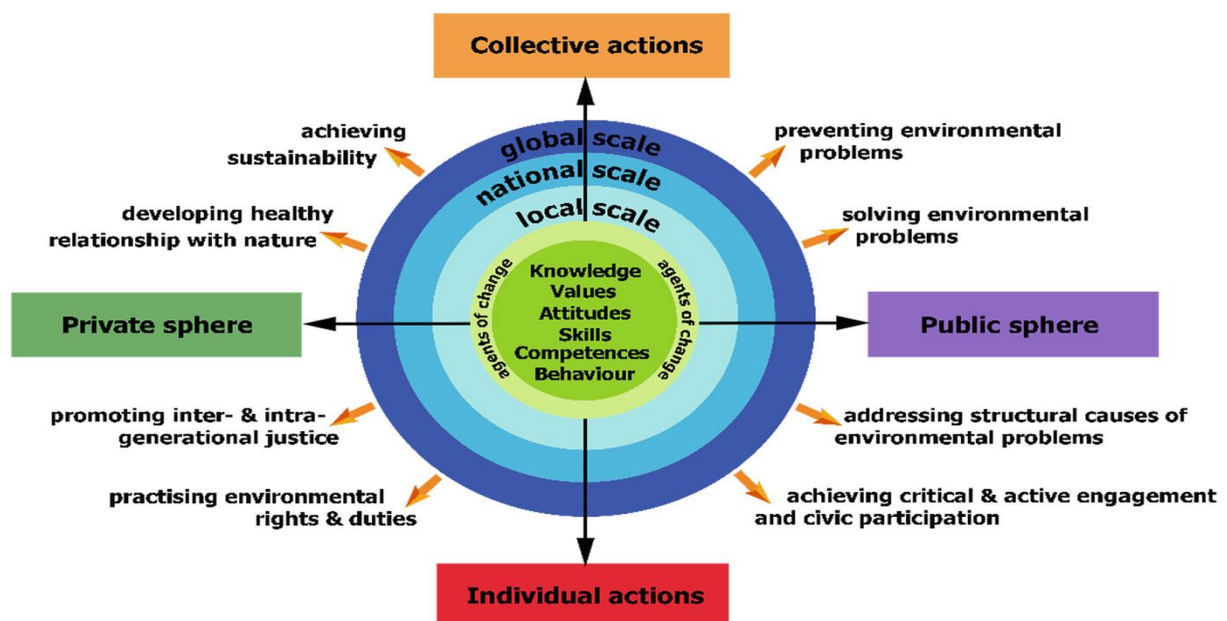 Collective actions
achieving
sustainability
preventing environmental
problems
global scale
national scale
local scale
developing healthy
relationship with nature
solving environmental
problems
agents of change
Knowledge
Values
Attitudes
Skills
Competences
Behaviour
agents of change
Private sphere
Public sphere
promoting inter- & intra-
generational justice
addressing structural causes of
environmental problems
practising environmental
rights & duties
achieving critical & active engagement
and civic participation
Individual actions